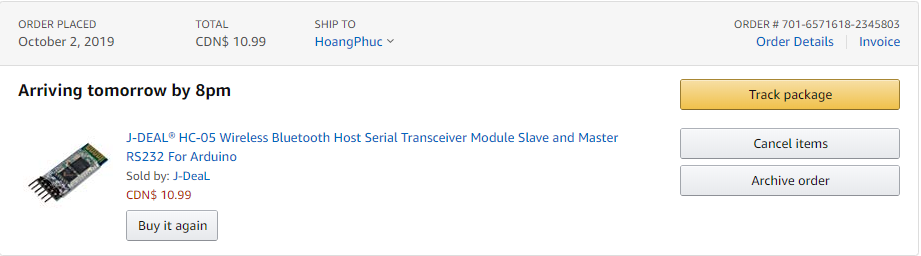 ORDER PLACED
October 2, 2019
TOTAL
CDN$ 10.99
SHIP TO
HoangPhuc
ORDER # 701-6571618-2345803
Order Details
Invoice
Arriving tomorrow by 8pm
J-DEAL® HC-05 Wireless Bluetooth Host Serial Transceiver Module Slave and Master
RS232 For Arduino
Sold by: J-DeaL
CDN$ 10.99
Buy it again
Track package
Cancel items
Archive order